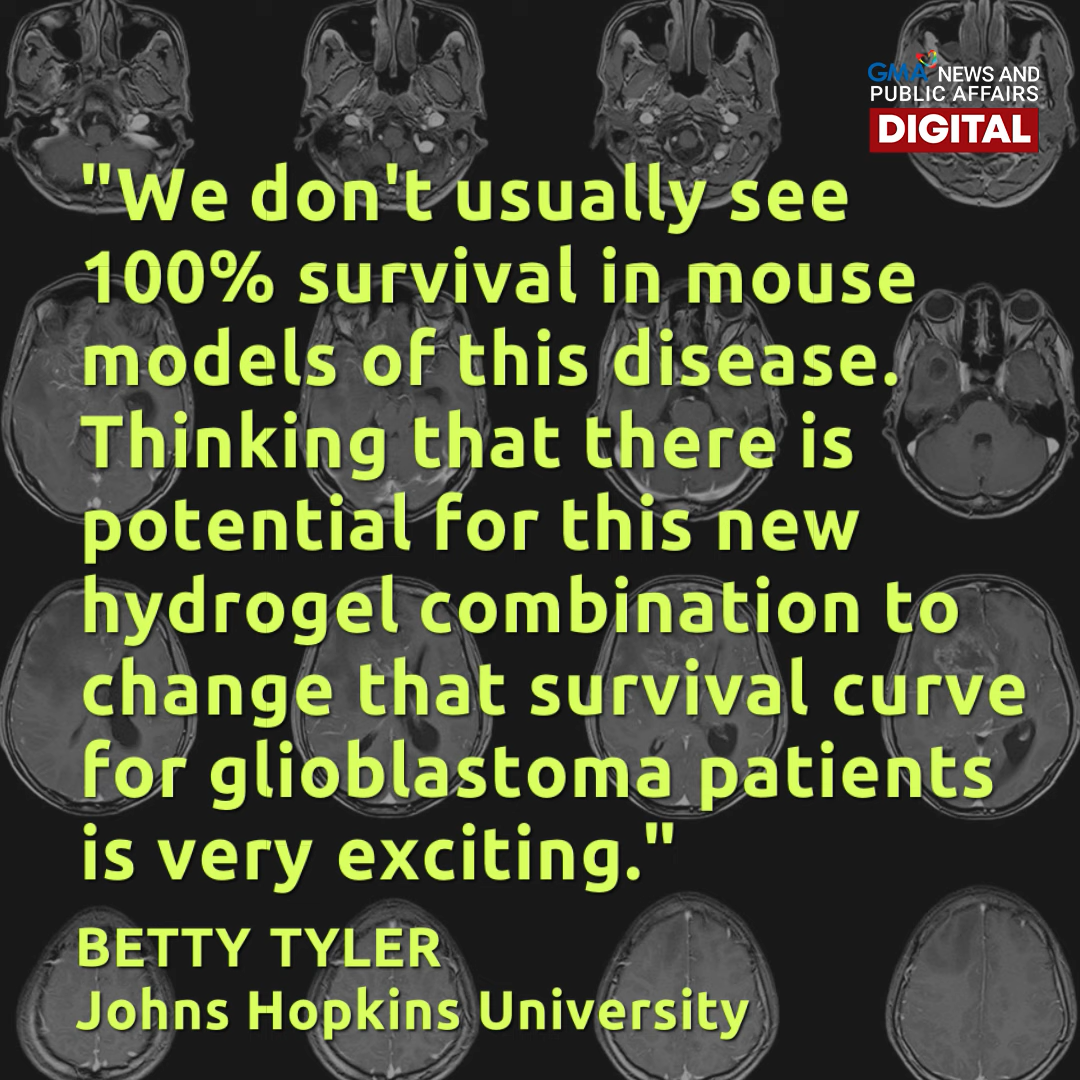 GMA NEWS AND
PUBLIC AFFAIRS
DIGITAL
"We don't usually see
100% survival in mouse
models of this disease.
Thinking that there is
potential for this new
hydrogel combination to
change that survival curve
for glioblastoma patients
is very exciting."
BETTY TYLER
Johns Hopkins University